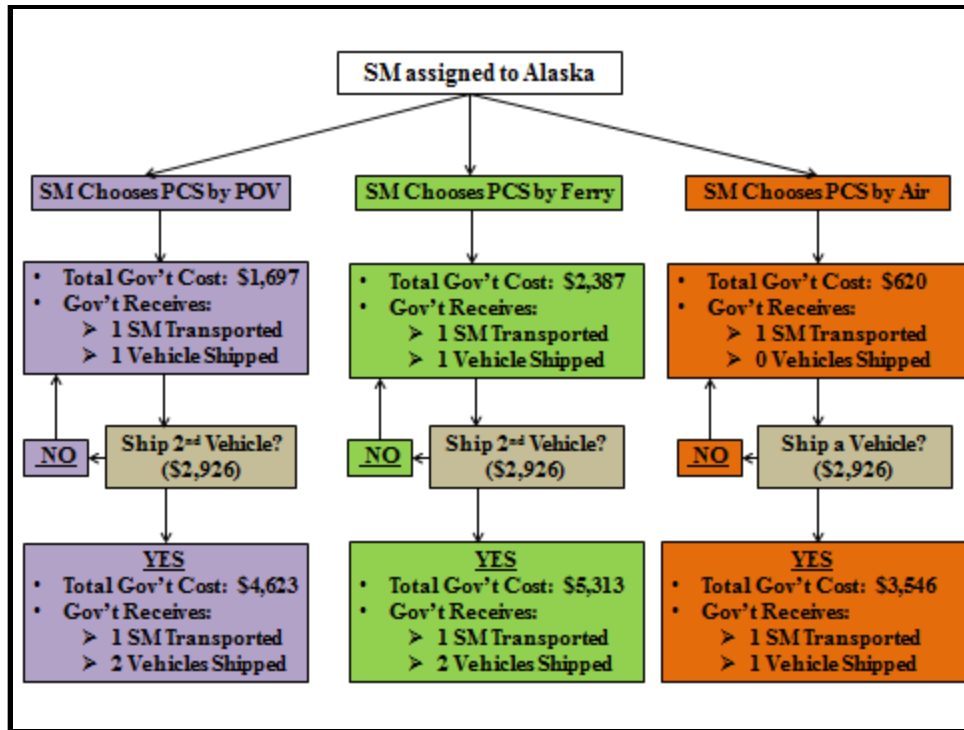 SM assigned to Alaska
SM Chooses PCS by POV
• Total Gov't Cost: $1,697
• Gov't Receives:
➢ 1 SM Transported
➢ 1 Vehicle Shipped
NO
Ship 2nd Vehicle?
($2,926)
YES
• Total Gov't Cost: $4,623
• Gov't Receives:
➢ 1 SM Transported
➢ 2 Vehicles Shipped
SM Chooses PCS by Ferry
• Total Gov't Cost: $2,387
• Gov't Receives:
➢ 1 SM Transported
➢ 1 Vehicle Shipped
NO
Ship 2nd Vehicle?
($2,926)
YES
• Total Gov't Cost: $5,313
• Gov't Receives:
➢ 1 SM Transported
➢ 2 Vehicles Shipped
SM Chooses PCS by Air
• Total Gov't Cost: $620
• Gov't Receives:
➢ 1 SM Transported
➢ 0 Vehicles Shipped
NO
Ship a Vehicle?
($2,926)
YES
• Total Gov't Cost: $3,546
• Gov't Receives:
➢ 1 SM Transported
➢ 1 Vehicle Shipped